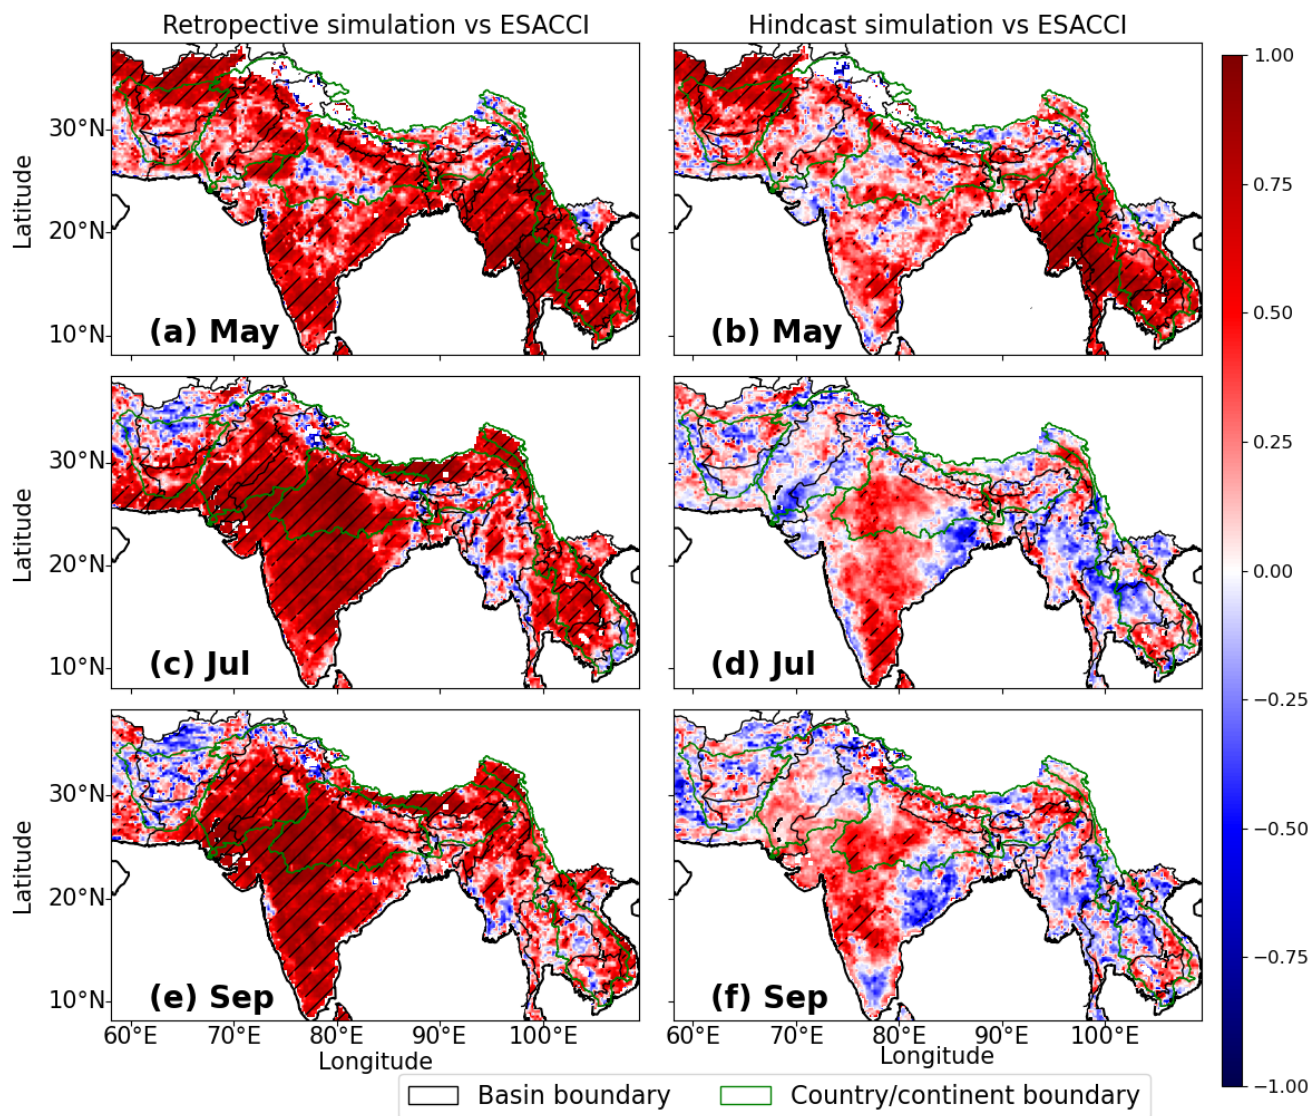 Retropective simulation vs ESACCI
Hindcast simulation vs ESACCI
Latitude
30°N
20°N
10°N
(a) May
(b) May
1.00
0.75
0.50
0.25
0.00
−0.25
−0.50
−0.75
−1.00
Latitude
30°N
20°N
10°N
(c) Jul
(d) Jul
Latitude
30°N
20°N
10°N
(e) Sep
(f) Sep
60°E 70°E 80°E 90°E 100°E
60°E 70°E 80°E 90°E 100°E
Longitude
Longitude
Basin boundary
Country/continent boundary